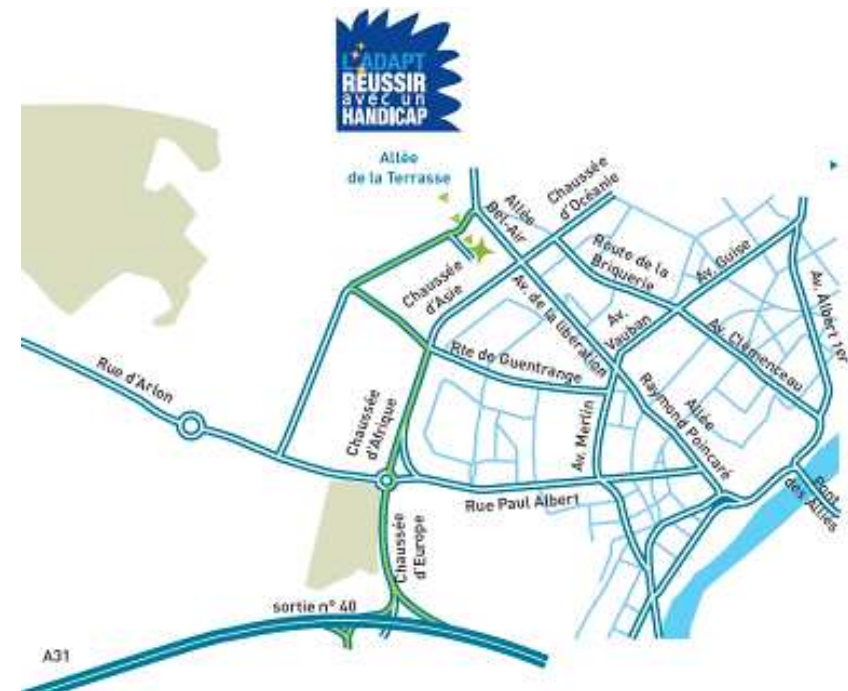 L'ADAPT
RÉUSSIR
avec un
HANDICAP
Allée
de la Terrasse
Allée
Bel-Air
Chaussée
d'Océanie
Route de la
Briquerie
Av. Guise
Av. Albert 1er
Chaussée
d'Asie
Av. de la libération
Av.
Vauban
Av. Clémenceau
Rte de Guentrange
Rue d'Arlon
Chaussée
d'Afrique
Av. Merlin
Allée
Raymond Poincaré
Pont
des Alliés
Rue Paul Albert
Chaussée
d'Europe
sortie n° 40
A31